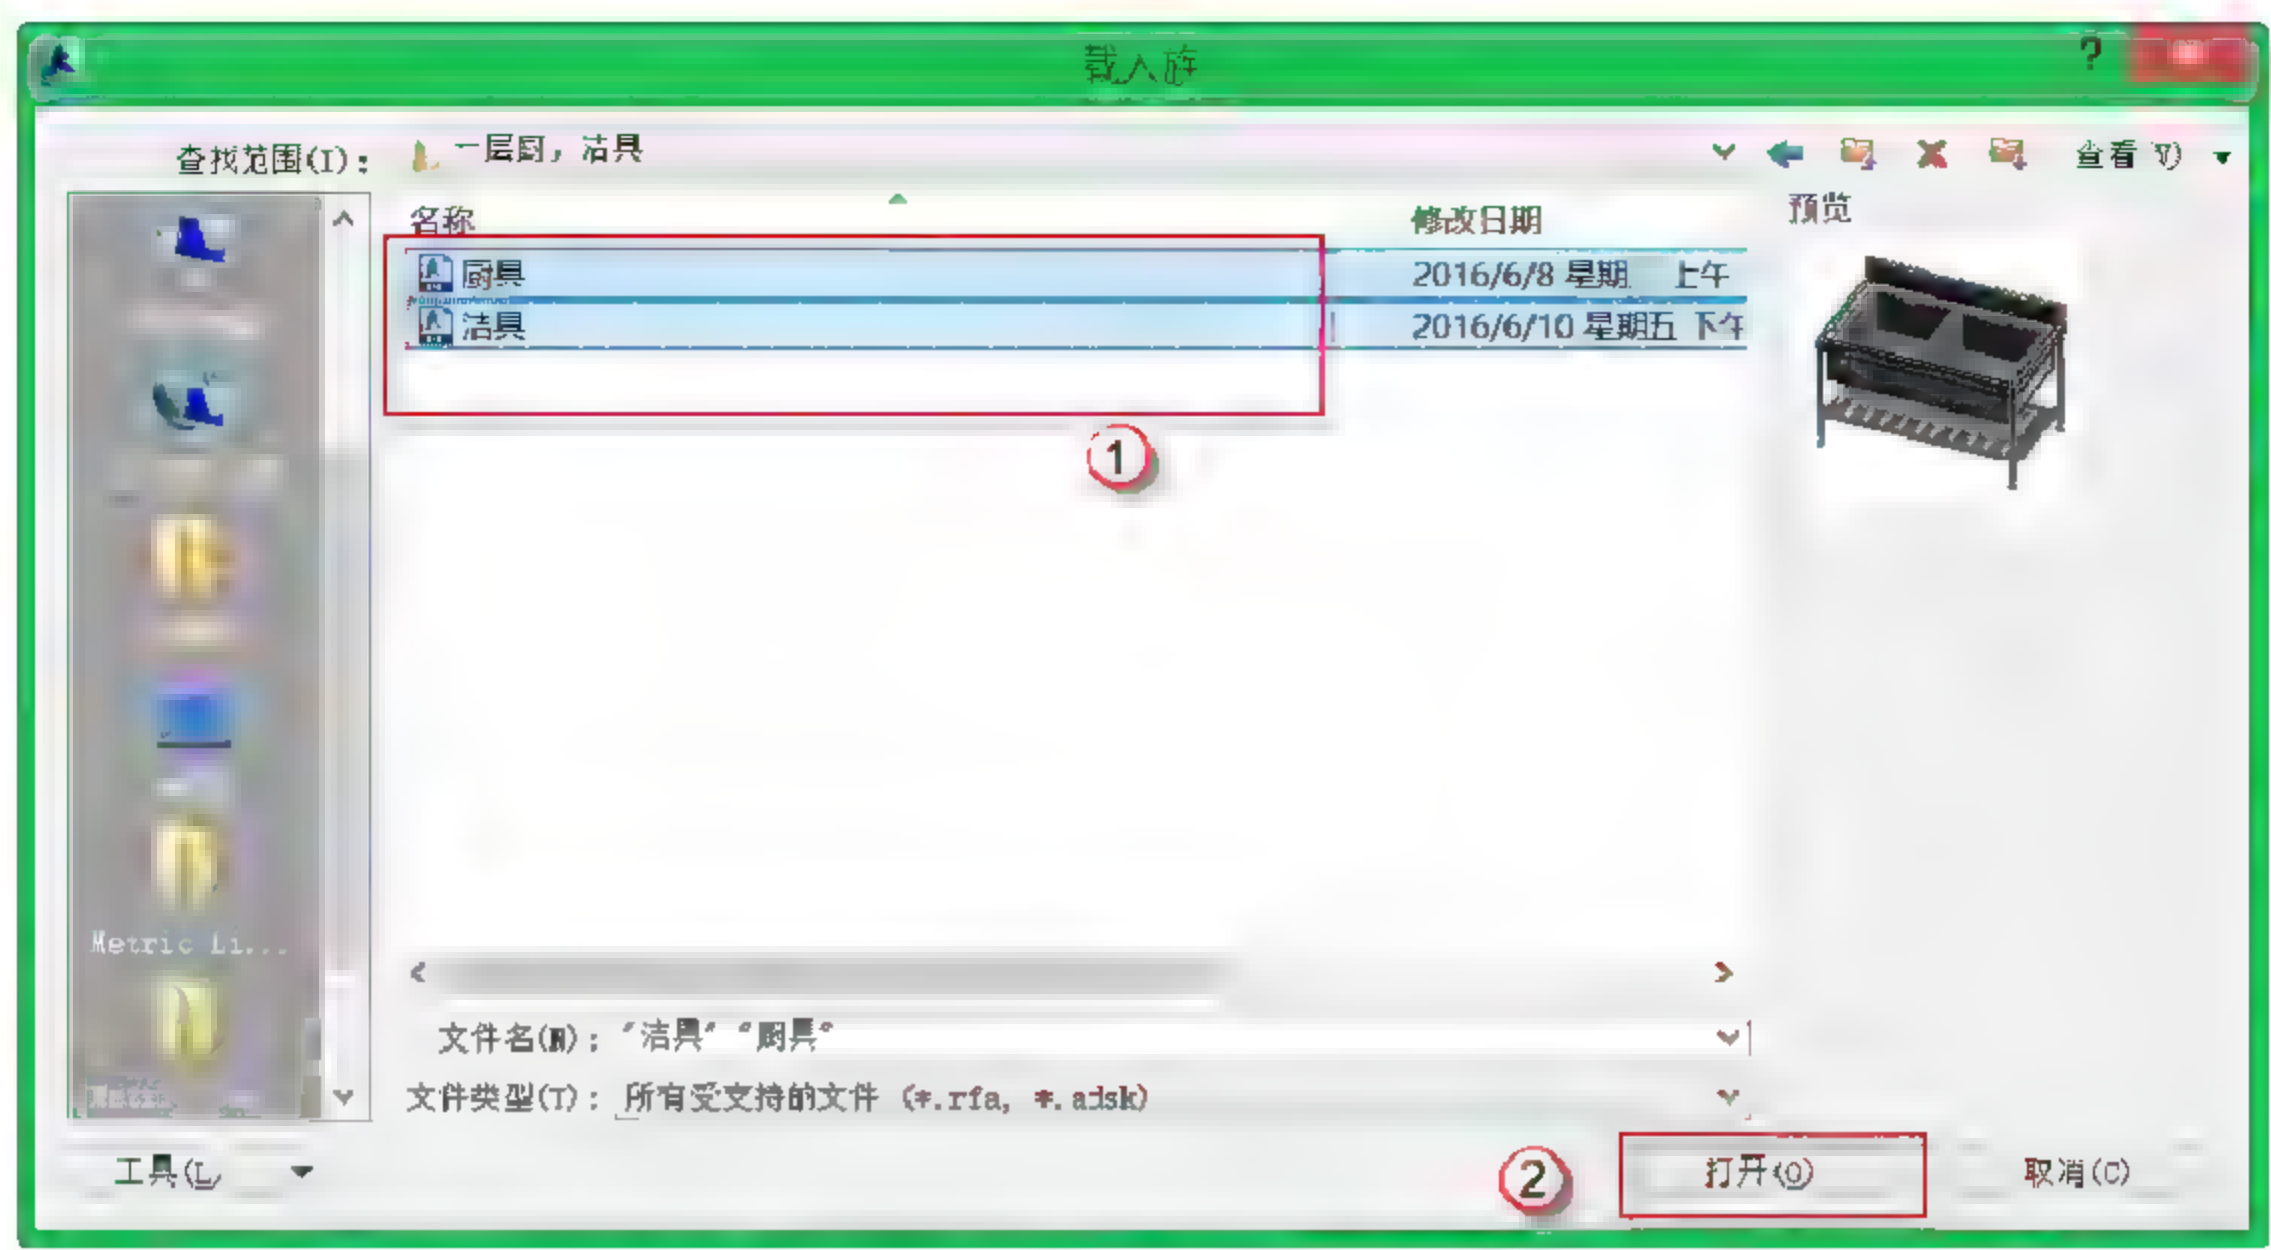 载入族
?
查找范围(I): 一层厨,洁具
查看(V)
名称 修改日期 预览
厨具 2016/6/8 星期 上午
洁具 2016/6/10 星期五 下午
1
Metric Li...
文件名(N): "洁具" "厨具"
文件类型(T): 所有受支持的文件 (*.rfa, *.adsk)
工具(L)
2
打开(O)
取消(C)